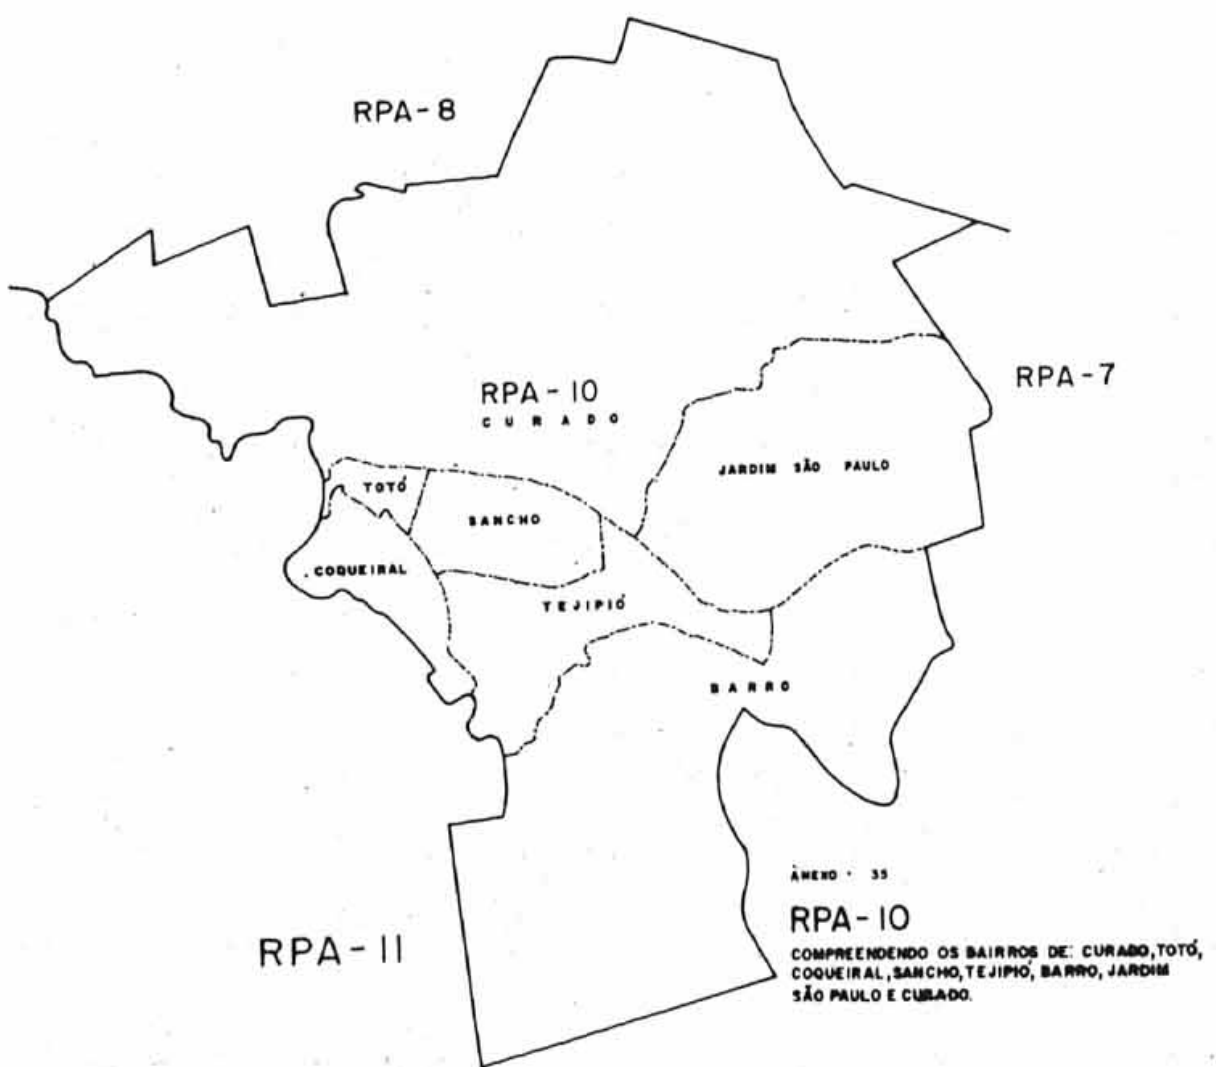 RPA-8
RPA-10
CURADO
RPA-7
JARDIM SÃO PAULO
TOTÓ
SANCHO
COQUEIRAL
TEJIPIÓ
BARRO
ANEXO - 35
RPA-10
COMPREENDENDO OS BAIRROS DE: CURADO, TOTÓ,
COQUEIRAL, SANCHO, TEJIPIÓ, BARRO, JARDIM
SÃO PAULO E CURADO.
RPA-11